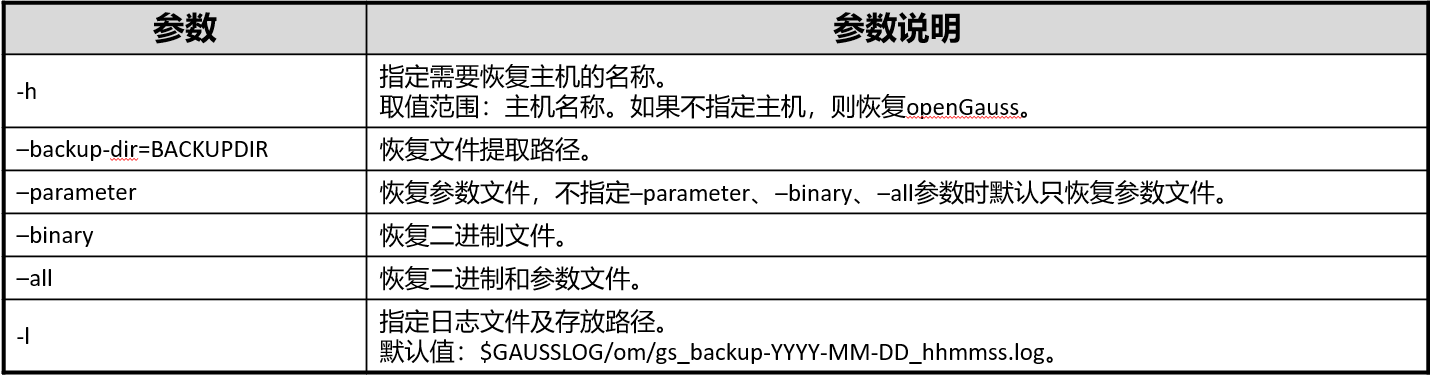 参数 参数说明
-h 指定需要恢复主机的名称。
取值范围：主机名称。如果不指定主机，则恢复openGauss。
–backup-dir=BACKUPDIR 恢复文件提取路径。
–parameter 恢复参数文件，不指定–parameter、–binary、–all参数时默认只恢复参数文件。
–binary 恢复二进制文件。
–all 恢复二进制和参数文件。
-l 指定日志文件及存放路径。
默认值：$GAUSSLOG/om/gs_backup-YYYY-MM-DD_hhmmss.log。